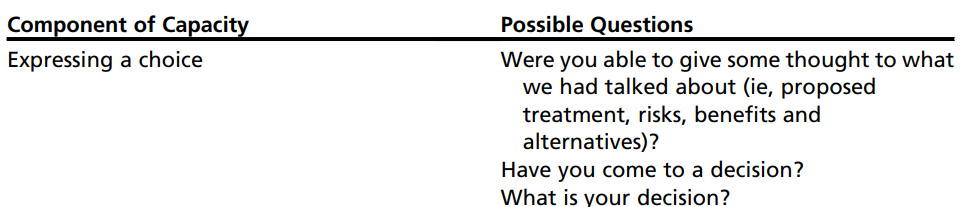 Component of Capacity Possible Questions
Expressing a choice Were you able to give some thought to what
we had talked about (ie, proposed
treatment, risks, benefits and
alternatives)?
Have you come to a decision?
What is your decision?